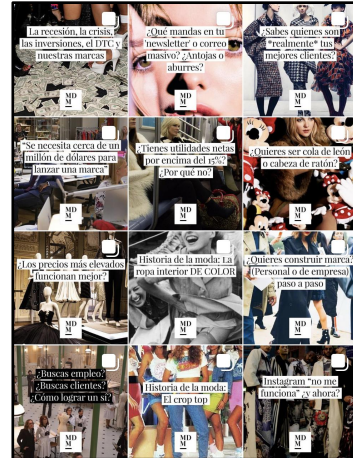 La recesión, la crisis,
las inversiones, el DTC y
nuestras marcas
MD
M
¿Qué mandas en tu
'newsletter' o correo
masivo? ¿Antojas o
aburres?
MD
M
¿Sabes quienes son
*realmente* tus
mejores clientes?
MD
M
"Se necesita cerca de un
millón de dólares para
lanzar una marca"
MD
M
¿Tienes utilidades netas
por encima del 15%?
¿Por qué no?
MD
M
¿Quieres ser cola de león
o cabeza de ratón?
MD
M
¿Los precios más elevados
funcionan mejor?
MD
M
Historia de la moda: La
ropa interior DE COLOR
MD
M
¿Quieres construir marca?
(Personal o de empresa)
paso a paso
MD
M
¿Buscas empleo?
¿Buscas clientes?
¿Cómo lograr un sí?
MD
M
Historia de la moda:
El crop top
MD
M
Instagram "no me
funciona" ¿y ahora?
MD
M